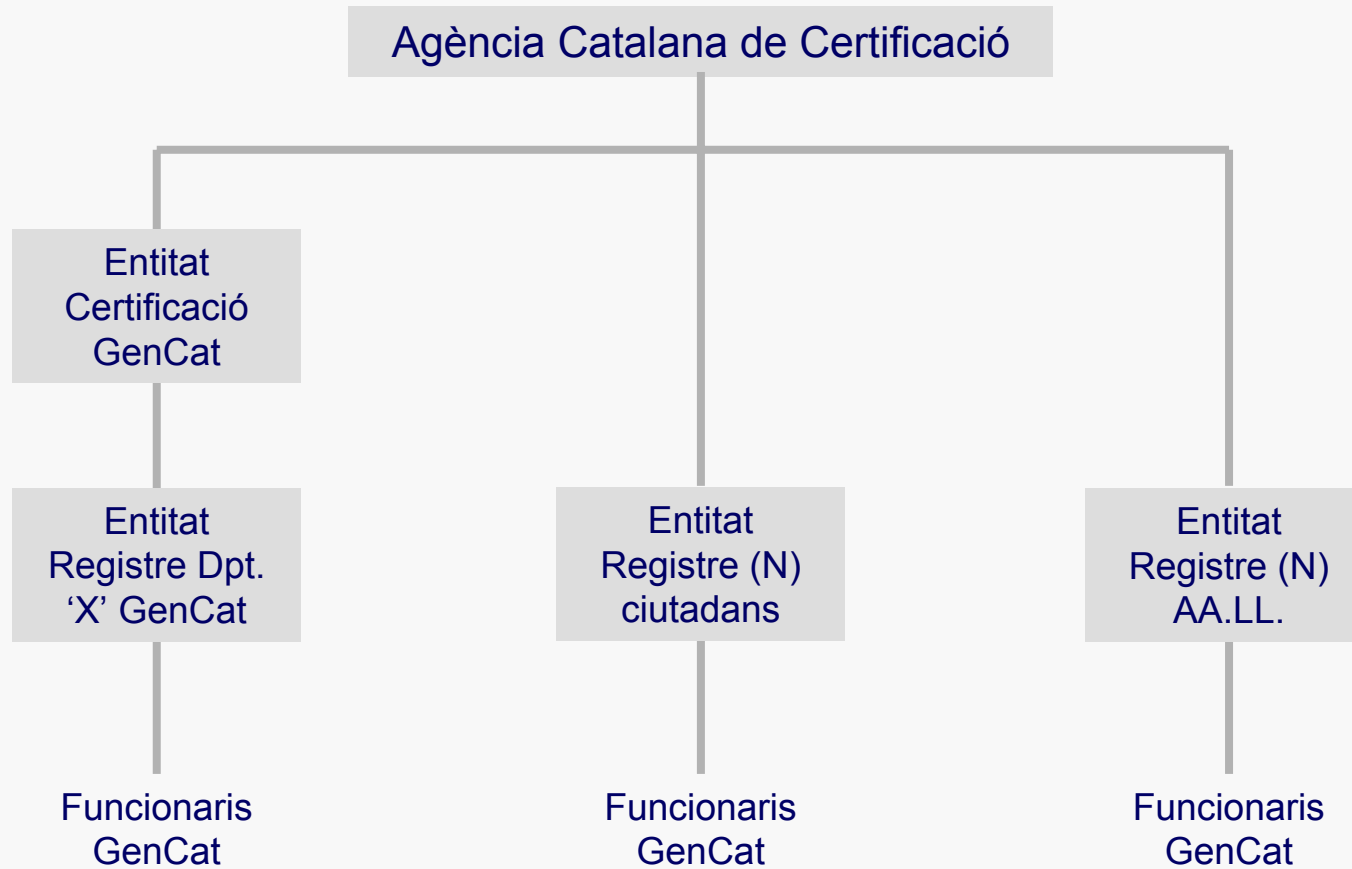 Agència Catalana de Certificació
Entitat
Certificació
GenCat
Entitat
Registre Dpt.
‘X’ GenCat
Entitat
Registre (N)
ciutadans
Entitat
Registre (N)
AA.LL.
Funcionaris
GenCat
Funcionaris
GenCat
Funcionaris
GenCat